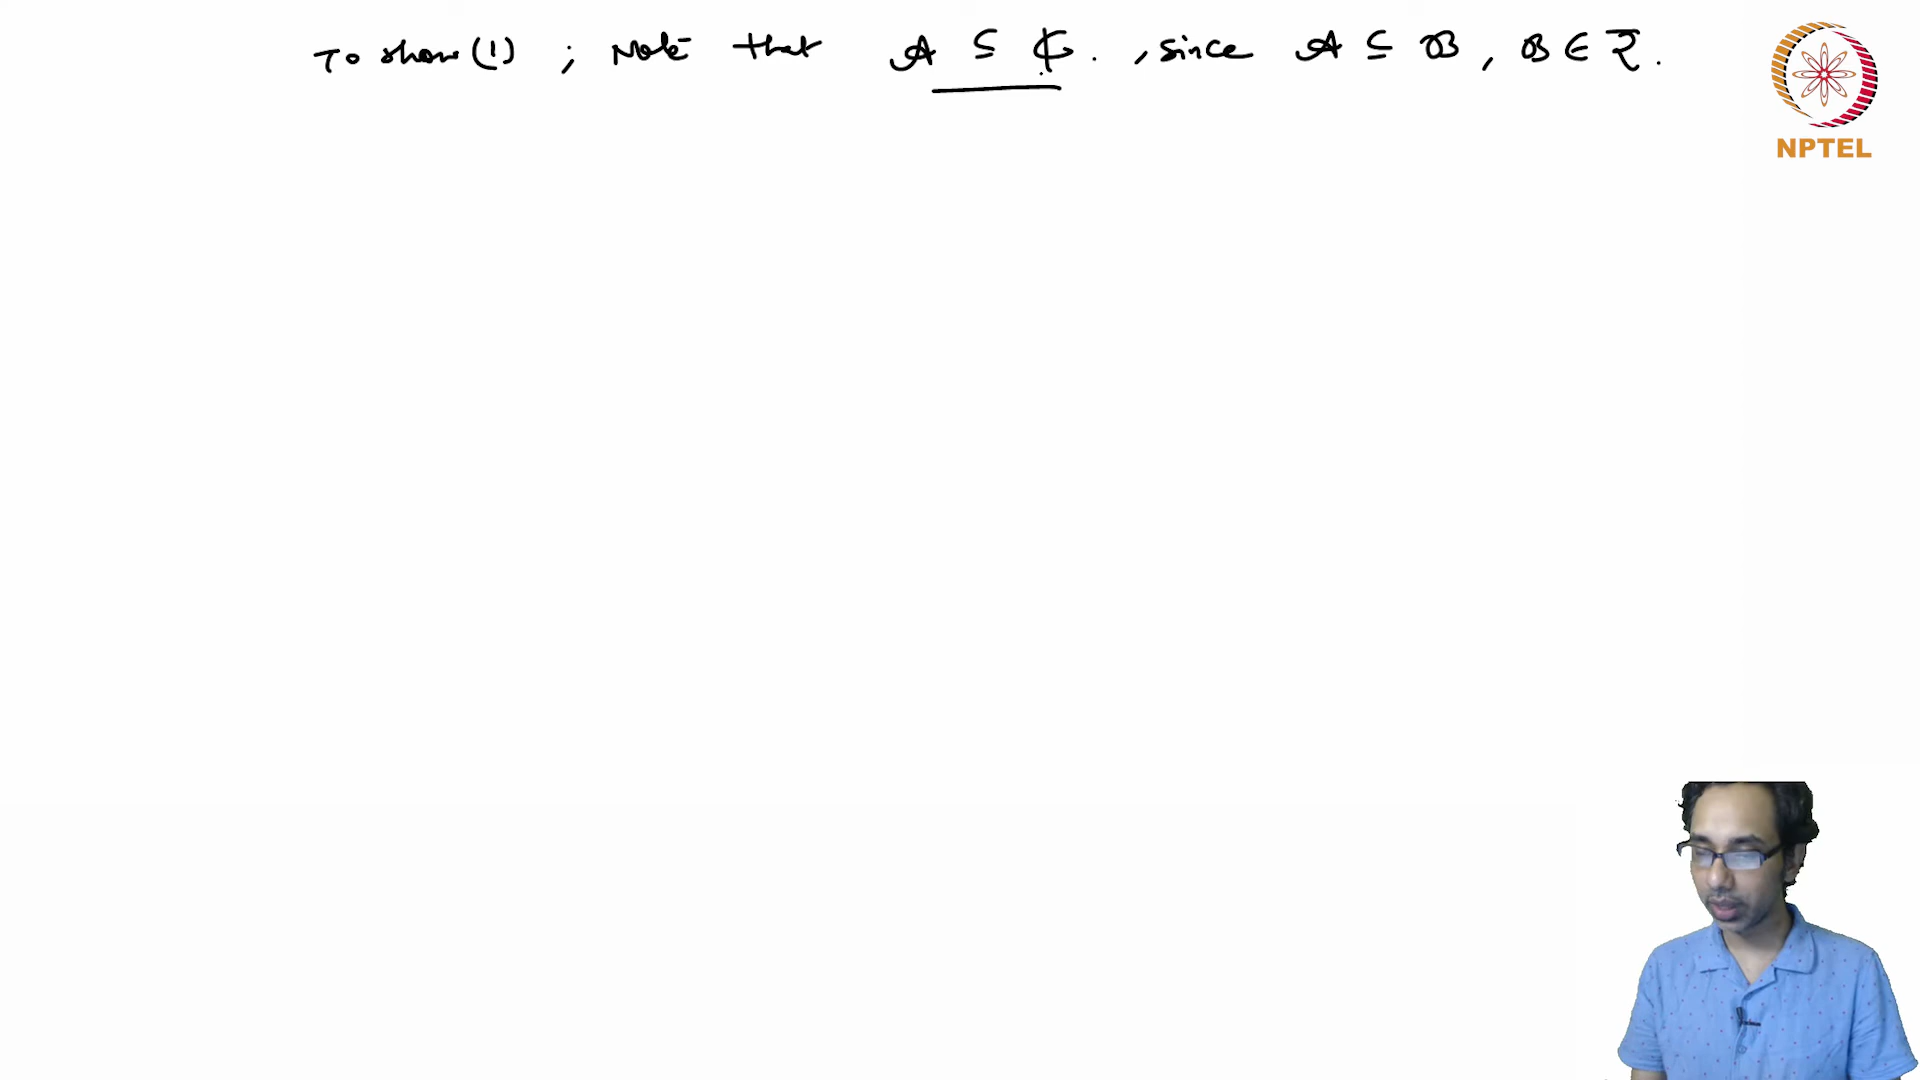 To show (1) ; Note that 𝒜 ⊆ ₵ . , since 𝒜 ⊆ ℬ , ℬ ∈ .
NPTEL